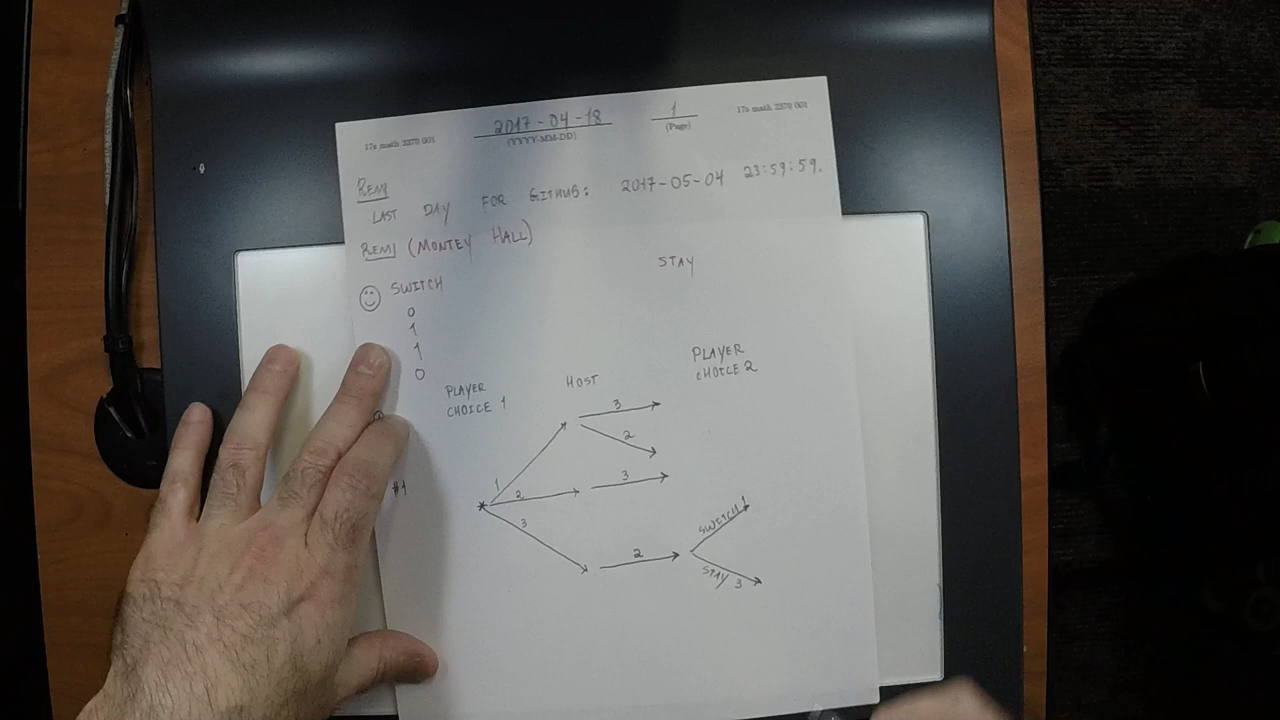 17s math 2370 001
2017-04-18
(YYYY-MM-DD)
1
(Page)
17s math 2370 001
REM
LAST DAY FOR GITHUB: 2017-05-04 23:59:59.
REM (MONTEY HALL)
SWITCH
STAY
0
1
1
0
PLAYER
CHOICE 1
HOST
PLAYER
CHOICE 2
#1
1
2
3
3
2
3
2
SWITCH 1
STAY 3